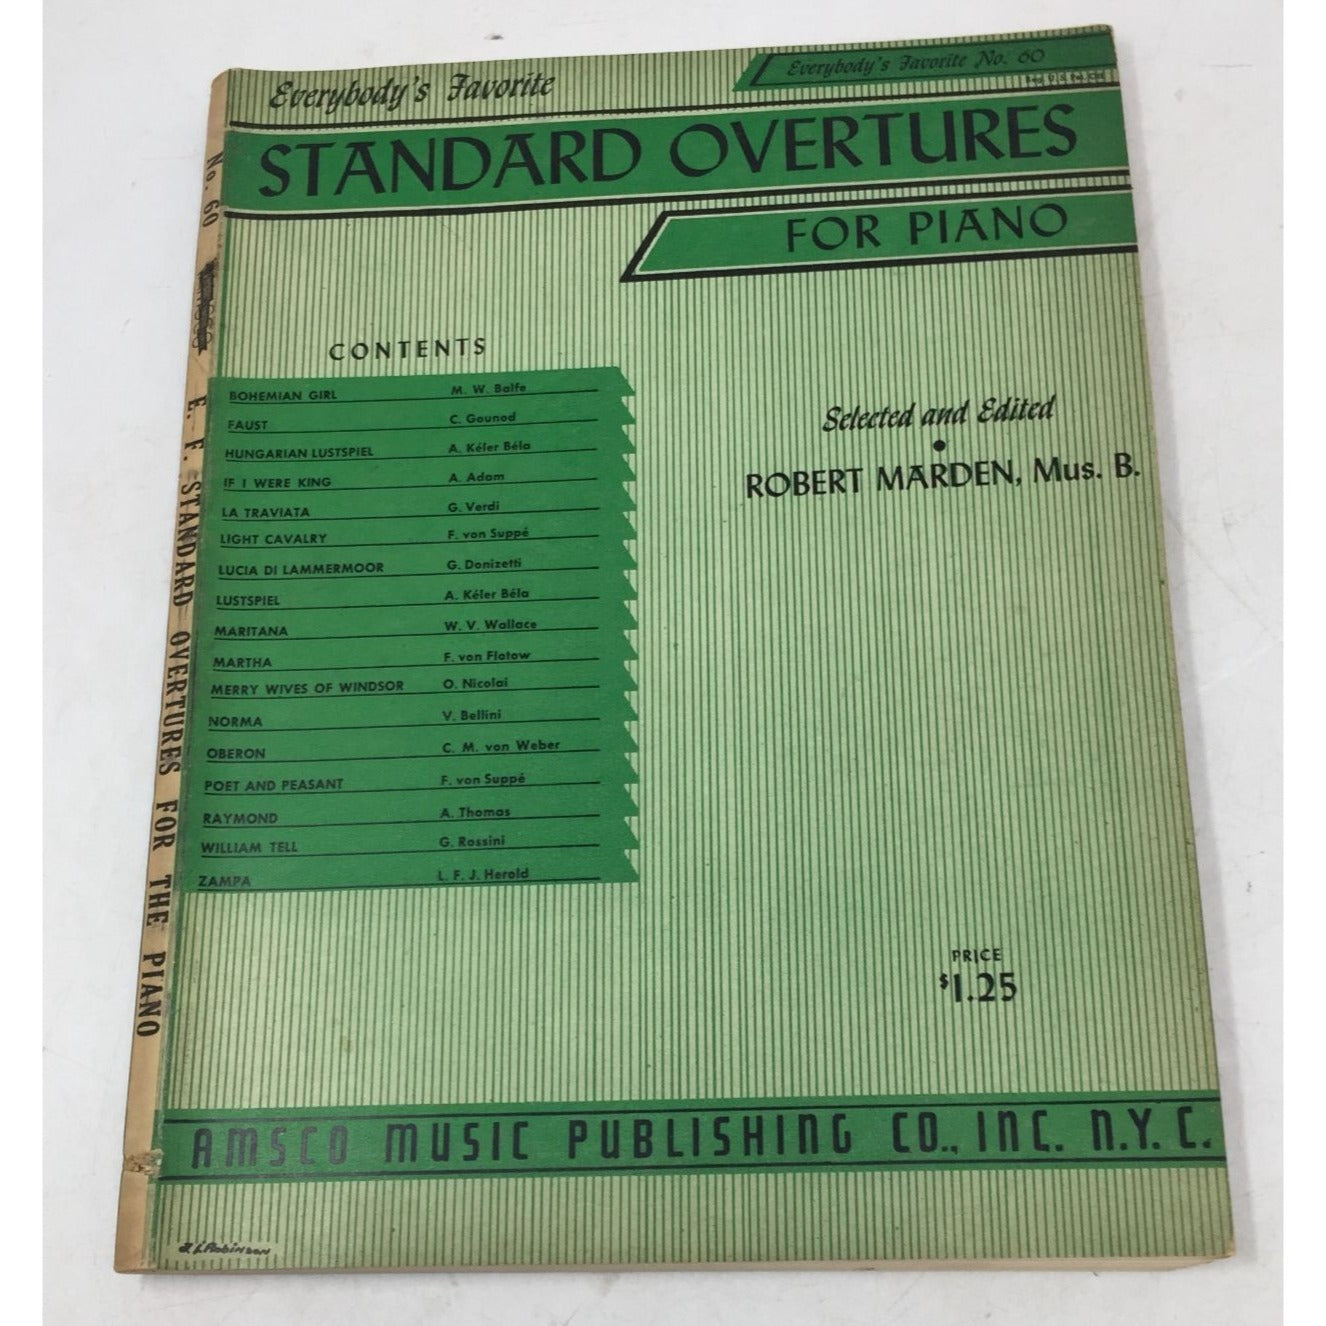 Everybody's Favorite
Everybody's Favorite No. 60
STANDARD OVERTURES
FOR PIANO
CONTENTS
BOHEMIAN GIRL M. W. Balfe
FAUST C. Gounod
HUNGARIAN LUSTSPIEL A. Kéler Béla
IF I WERE KING A. Adam
LA TRAVIATA G. Verdi
LIGHT CAVALRY F. von Suppé
LUCIA DI LAMMERMOOR G. Donizetti
LUSTSPIEL A. Kéler Béla
MARITANA W. V. Wallace
MARTHA F. von Flotow
MERRY WIVES OF WINDSOR O. Nicolai
NORMA V. Bellini
OBERON C. M. von Weber
POET AND PEASANT F. von Suppé
RAYMOND A. Thomas
WILLIAM TELL G. Rossini
ZAMPA L. F. J. Herold
Selected and Edited
ROBERT MARDEN, Mus. B.
PRICE
$1.25
AMSCO MUSIC PUBLISHING CO., INC. N.Y.C.
J. L. Robinson
No. 60 E. F. STANDARD OVERTURES FOR THE PIANO